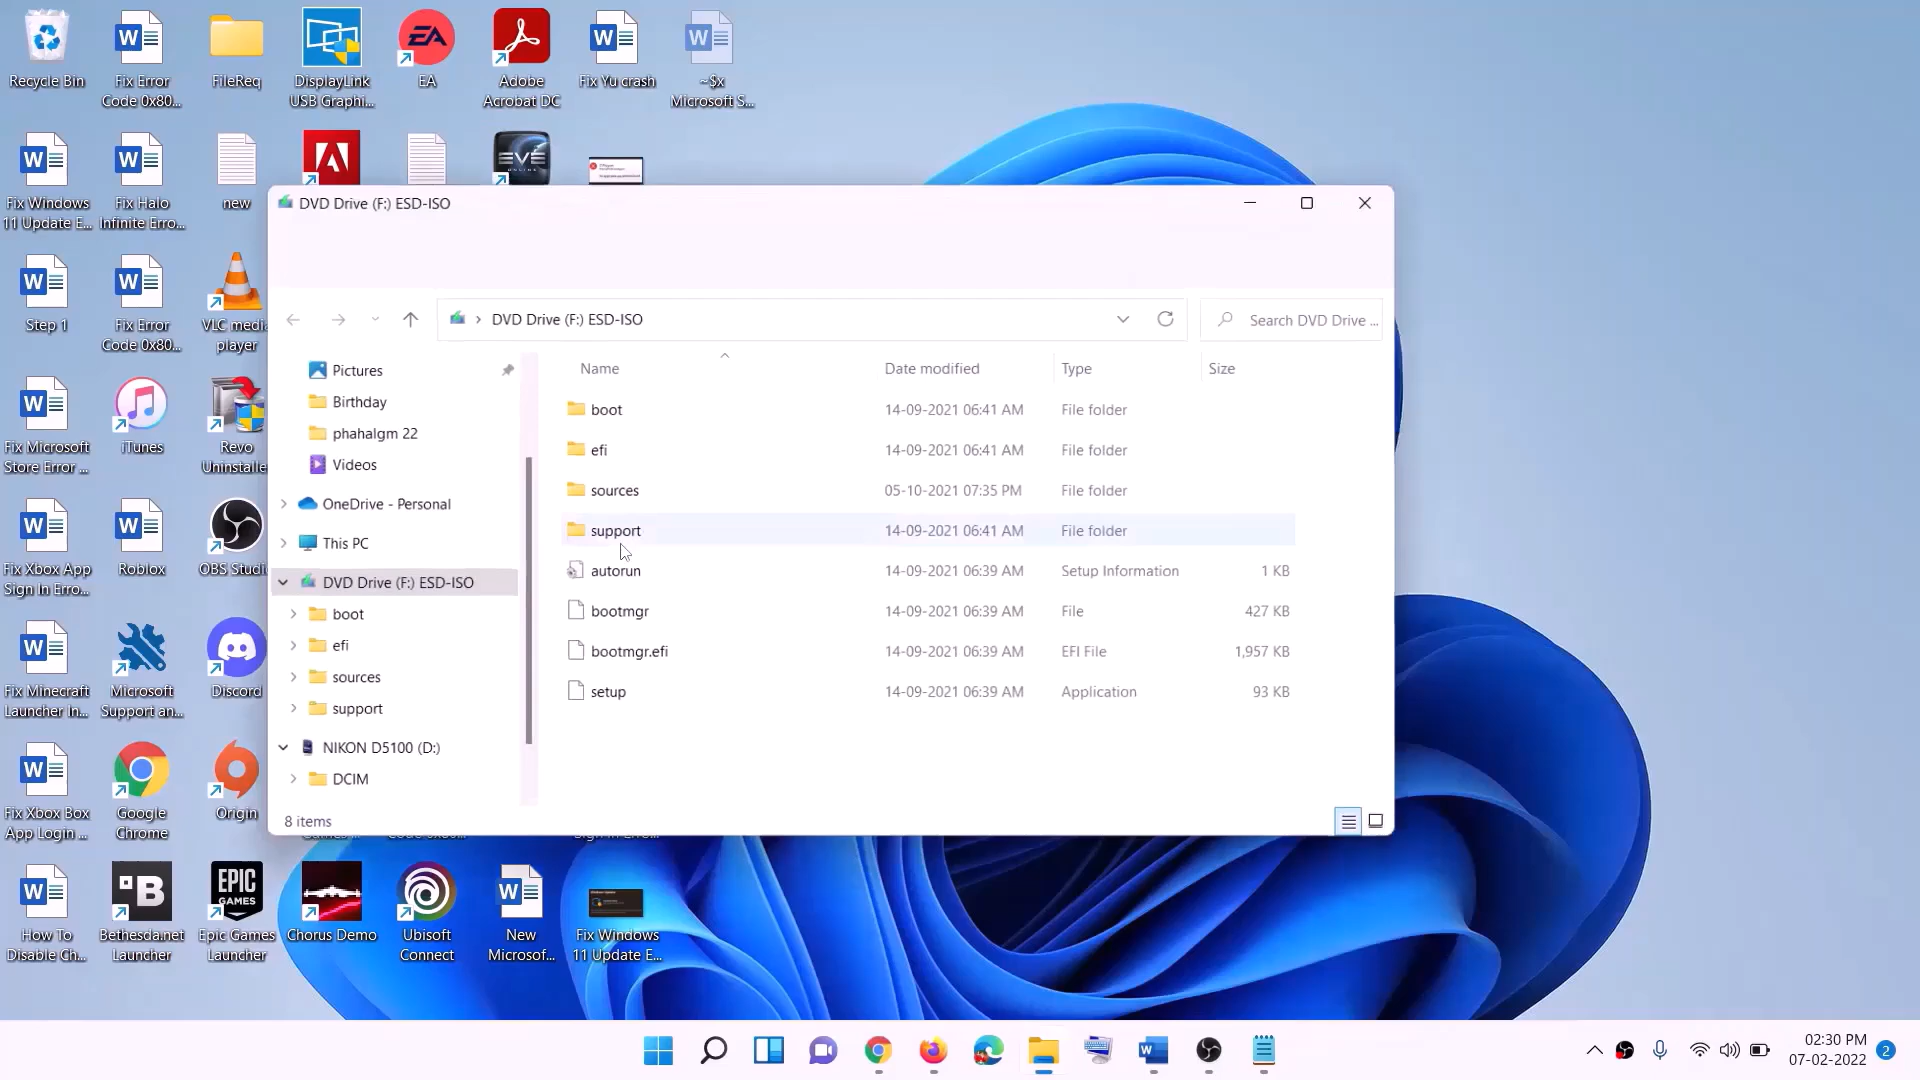 Recycle Bin
Fix Error
Code 0x80...
FileReq
DisplayLink
USB Graphi...
EA
EA
Adobe
Acrobat DC
Fix Yu crash
~$x
Microsoft S...
Fix Windows
11 Update E...
Fix Halo
Infinite Erro...
new
EVE
ONLINE
Step 1
Fix Error
Code 0x80...
VLC medi
player
Fix Microsoft
Store Error ...
iTunes
Revo
Uninstalle
Fix Xbox App
Sign In Erro...
Roblox
OBS Studi
Fix Minecraft
Launcher In...
Microsoft
Support an...
Discord
Fix Xbox Box
App Login ...
Google
Chrome
Origin
How To
Disable Ch...
B
Bethesda.net
Launcher
EPIC
GAMES
Epic Games
Launcher
Chorus Demo
Ubisoft
Connect
New
Microsof...
Fix Windows
11 Update E...
DVD Drive (F:) ESD-ISO
DVD Drive (F:) ESD-ISO
Search DVD Drive ...
Pictures
Birthday
phahalgm 22
Videos
OneDrive - Personal
This PC
DVD Drive (F:) ESD-ISO
boot
efi
sources
support
NIKON D5100 (D:)
DCIM
Name Date modified Type Size
boot 14-09-2021 06:41 AM File folder
efi 14-09-2021 06:41 AM File folder
sources 05-10-2021 07:35 PM File folder
support 14-09-2021 06:41 AM File folder
autorun 14-09-2021 06:39 AM Setup Information 1 KB
bootmgr 14-09-2021 06:39 AM File 427 KB
bootmgr.efi 14-09-2021 06:39 AM EFI File 1,957 KB
setup 14-09-2021 06:39 AM Application 93 KB
8 items
02:30 PM
07-02-2022
2